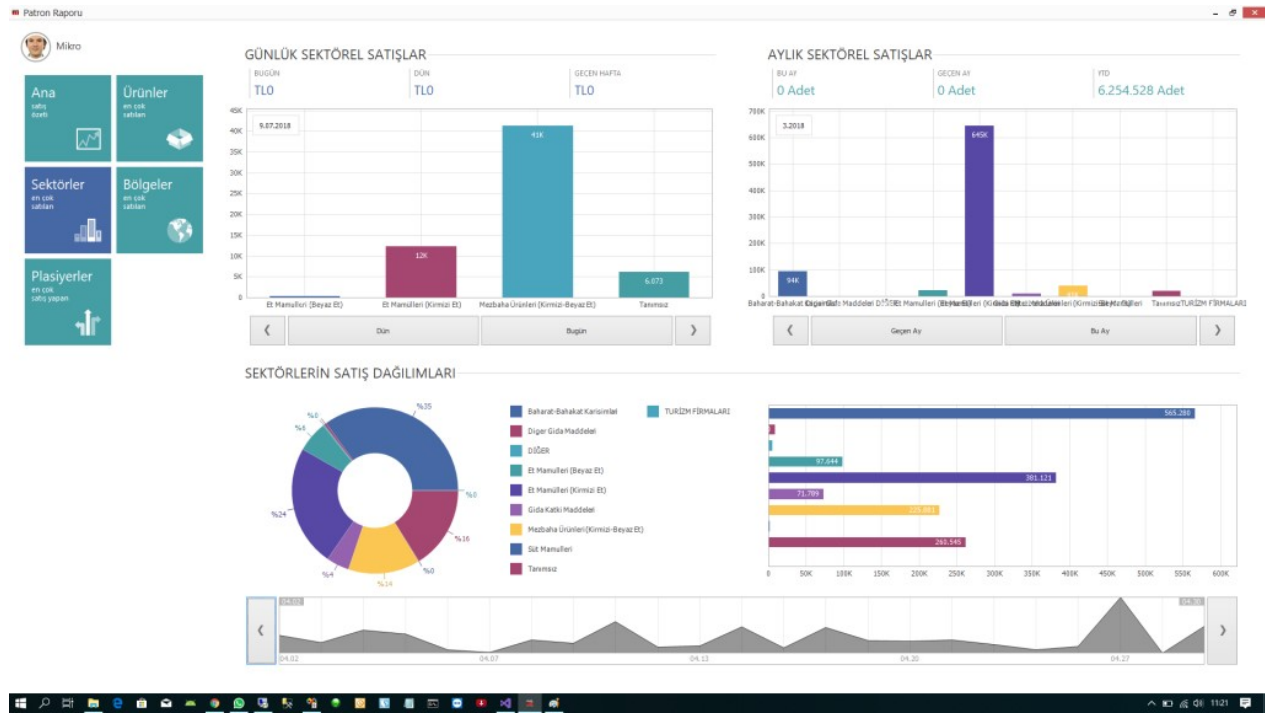 Patron Raporu
Mikro
Ana
satış
özeti
Ürünler
en çok
satılan
Sektörler
en çok
satılan
Bölgeler
en çok
satılan
Plasiyerler
en çok
satış yapan
GÜNLÜK SEKTÖREL SATIŞLAR
BUGÜN DÜN GEÇEN HAFTA
TL0 TL0 TL0
45K
40K
35K
30K
25K
20K
15K
10K
5K
0
9.07.2018
12K
41K
6.073
Et Mamulleri (Beyaz Et) Et Mamülleri (Kirmizi Et) Mezbaha Ürünleri (Kirmizi-Beyaz Et) Tanımsız
Dün Bugün
AYLIK SEKTÖREL SATIŞLAR
BU AY GEÇEN AY YTD
0 Adet 0 Adet 6.254.528 Adet
700K
600K
500K
400K
300K
200K
100K
0
3.2018
94K
645K
Tanımsız TURİZM FİRMALARI
Geçen Ay Bu Ay
SEKTÖRLERİN SATIŞ DAĞILIMLARI
%35
%0
%6
%24
%4
%14
%0
%16
%0
Baharat-Bahakat Karisimlari
Diger Gida Maddeleri
DİĞER
Et Mamulleri (Beyaz Et)
Et Mamülleri (Kirmizi Et)
Gida Katki Maddeleri
Mezbaha Ürünleri (Kirmizi-Beyaz Et)
Süt Mamulleri
Tanımsız
TURİZM FİRMALARI
565.280
97.644
381.121
71.789
225.881
260.545
0 50K 100K 150K 200K 250K 300K 350K 400K 450K 500K 550K 600K
04.02 04.30
04.02 04.07 04.13 04.20 04.27
11:21